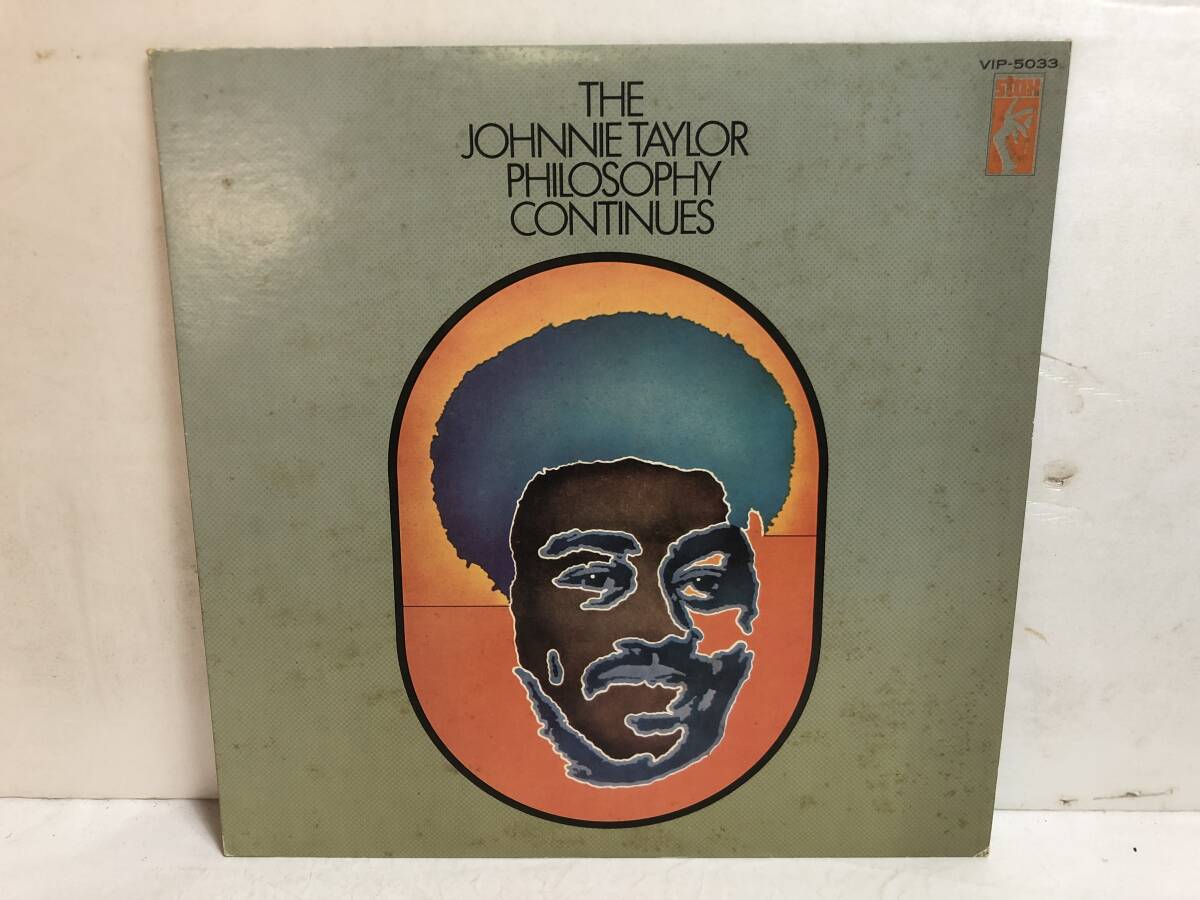 VIP-5033
stax
THE
JOHNNIE TAYLOR
PHILOSOPHY
CONTINUES